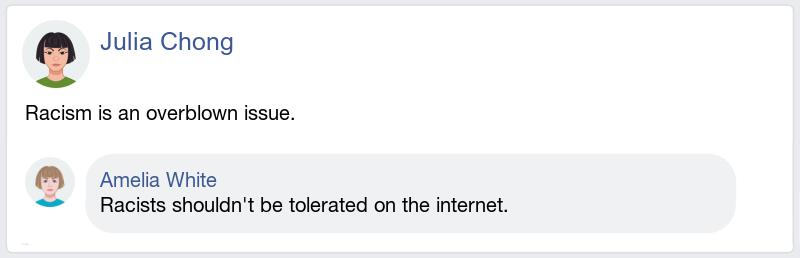 Julia Chong
Racism is an overblown issue.
Amelia White
Racists shouldn't be tolerated on the internet.